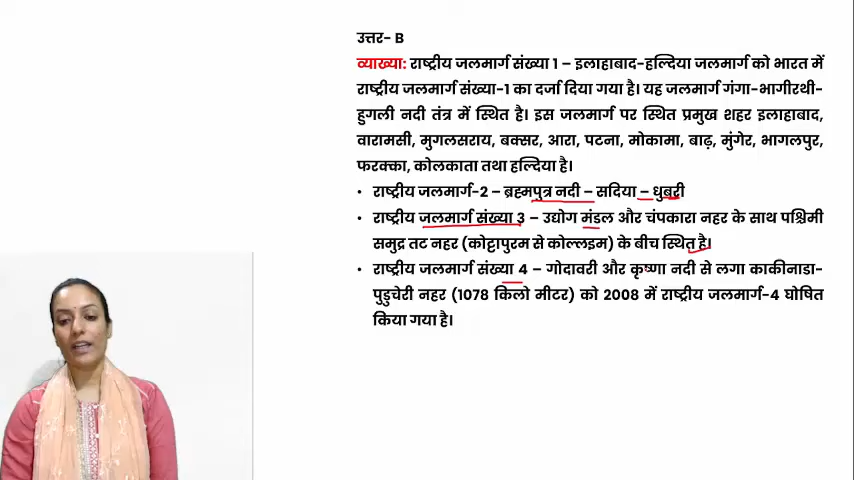 उत्तर- B
व्याख्या: राष्ट्रीय जलमार्ग संख्या 1 – इलाहाबाद-हल्दिया जलमार्ग को भारत में
राष्ट्रीय जलमार्ग संख्या-1 का दर्जा दिया गया है। यह जलमार्ग गंगा-भागीरथी-
हुगली नदी तंत्र में स्थित है। इस जलमार्ग पर स्थित प्रमुख शहर इलाहाबाद,
वारामसी, मुगलसराय, बक्सर, आरा, पटना, मोकामा, बाढ़, मुंगेर, भागलपुर,
फरक्का, कोलकाता तथा हल्दिया है।
• राष्ट्रीय जलमार्ग-2 – ब्रह्मपुत्र नदी – सदिया – धुबरी
• राष्ट्रीय जलमार्ग संख्या 3 – उद्योग मंडल और चंपकारा नहर के साथ पश्चिमी
समुद्र तट नहर (कोट्टापुरम से कोल्लइम) के बीच स्थित है।
• राष्ट्रीय जलमार्ग संख्या 4 – गोदावरी और कृष्णा नदी से लगा काकीनाडा-
पुडुचेरी नहर (1078 किलो मीटर) को 2008 में राष्ट्रीय जलमार्ग-4 घोषित
किया गया है।